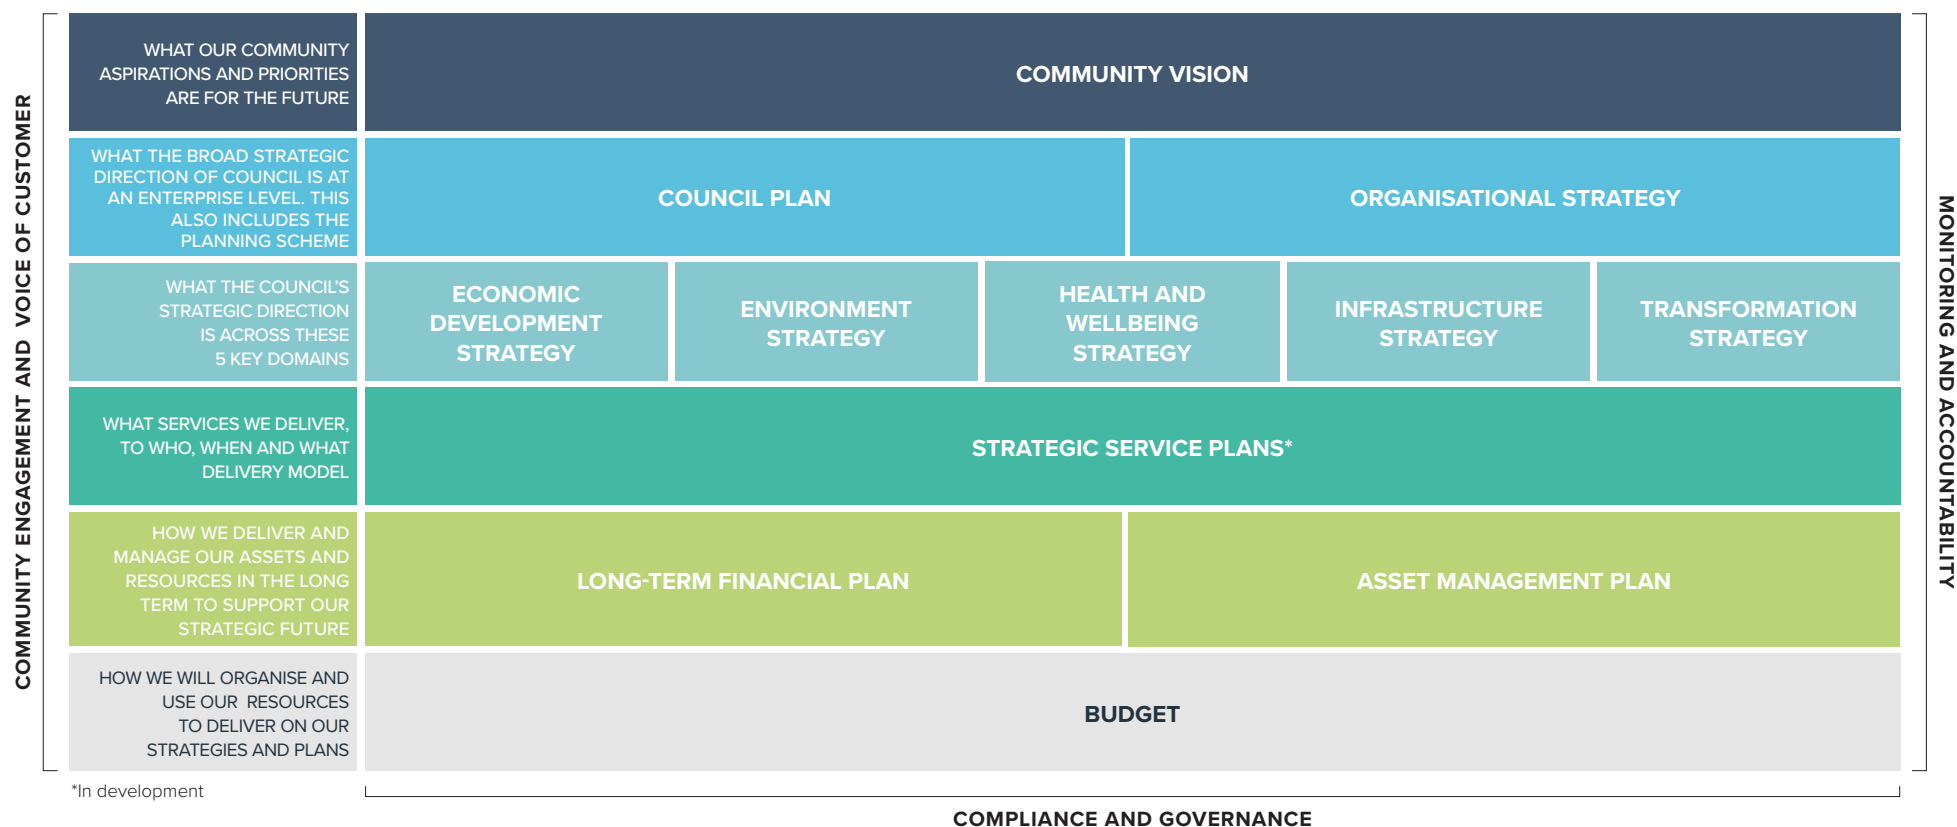 COMMUNITY ENGAGEMENT AND VOICE OF CUSTOMER
WHAT OUR COMMUNITY
ASPIRATIONS AND PRIORITIES
ARE FOR THE FUTURE
COMMUNITY VISION
WHAT THE BROAD STRATEGIC
DIRECTION OF COUNCIL IS AT
AN ENTERPRISE LEVEL. THIS
ALSO INCLUDES THE
PLANNING SCHEME
COUNCIL PLAN
ORGANISATIONAL STRATEGY
WHAT THE COUNCIL'S
STRATEGIC DIRECTION
IS ACROSS THESE
5 KEY DOMAINS
ECONOMIC
DEVELOPMENT
STRATEGY
ENVIRONMENT
STRATEGY
HEALTH AND
WELLBEING
STRATEGY
INFRASTRUCTURE
STRATEGY
TRANSFORMATION
STRATEGY
WHAT SERVICES WE DELIVER,
TO WHO, WHEN AND WHAT
DELIVERY MODEL
STRATEGIC SERVICE PLANS*
HOW WE DELIVER AND
MANAGE OUR ASSETS AND
RESOURCES IN THE LONG
TERM TO SUPPORT OUR
STRATEGIC FUTURE
LONG-TERM FINANCIAL PLAN
ASSET MANAGEMENT PLAN
HOW WE WILL ORGANISE AND
USE OUR RESOURCES
TO DELIVER ON OUR
STRATEGIES AND PLANS
BUDGET
MONITORING AND ACCOUNTABILITY
*In development
COMPLIANCE AND GOVERNANCE